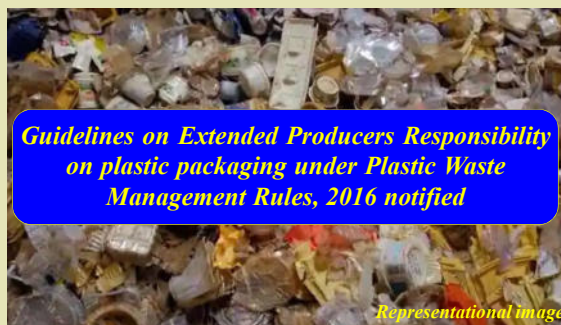 Guidelines on Extended Producers Responsibility
on plastic packaging under Plastic Waste
Management Rules, 2016 notified
Representational image